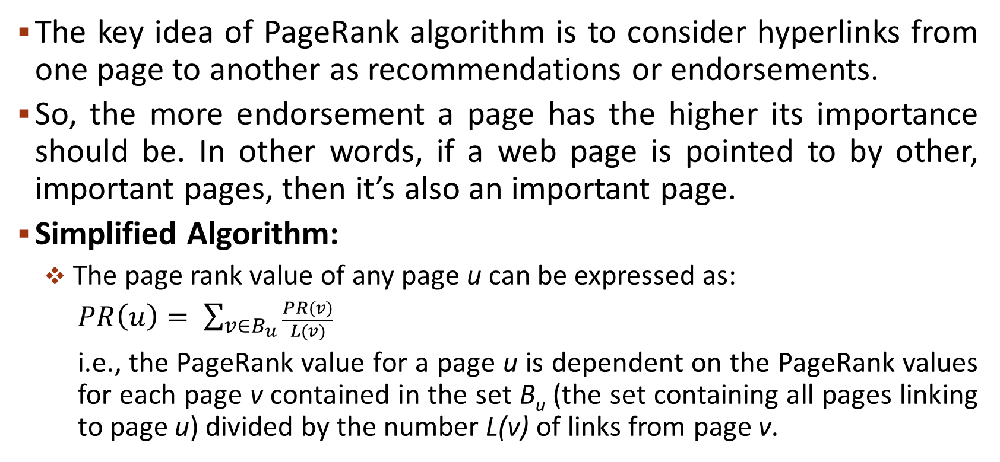 ▪ The key idea of PageRank algorithm is to consider hyperlinks from
one page to another as recommendations or endorsements.
▪ So, the more endorsement a page has the higher its importance
should be. In other words, if a web page is pointed to by other,
important pages, then it’s also an important page.
▪ Simplified Algorithm:
❖ The page rank value of any page u can be expressed as:
PR(u) = ∑_{v∈B_u} PR(v)/L(v)
i.e., the PageRank value for a page u is dependent on the PageRank values
for each page v contained in the set B_u (the set containing all pages linking
to page u) divided by the number L(v) of links from page v.